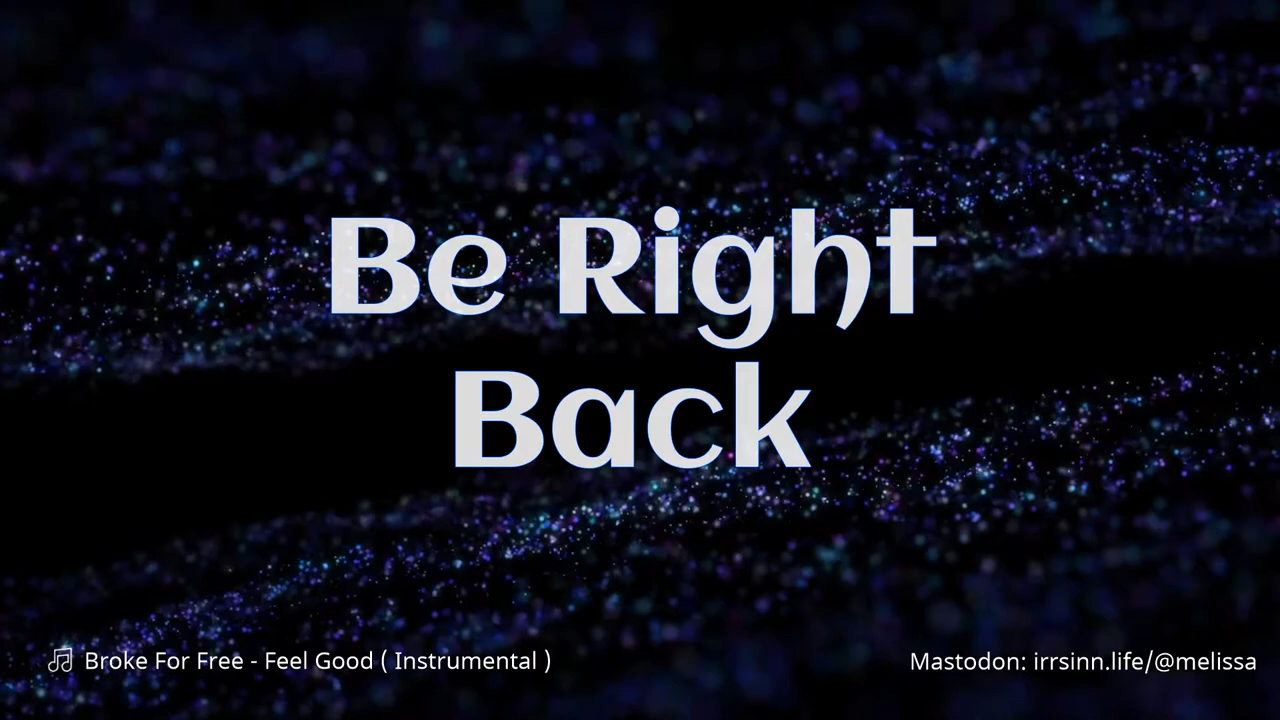 Be Right
Back
Broke For Free - Feel Good ( Instrumental )
Mastodon: irrsinn.life/@melissa